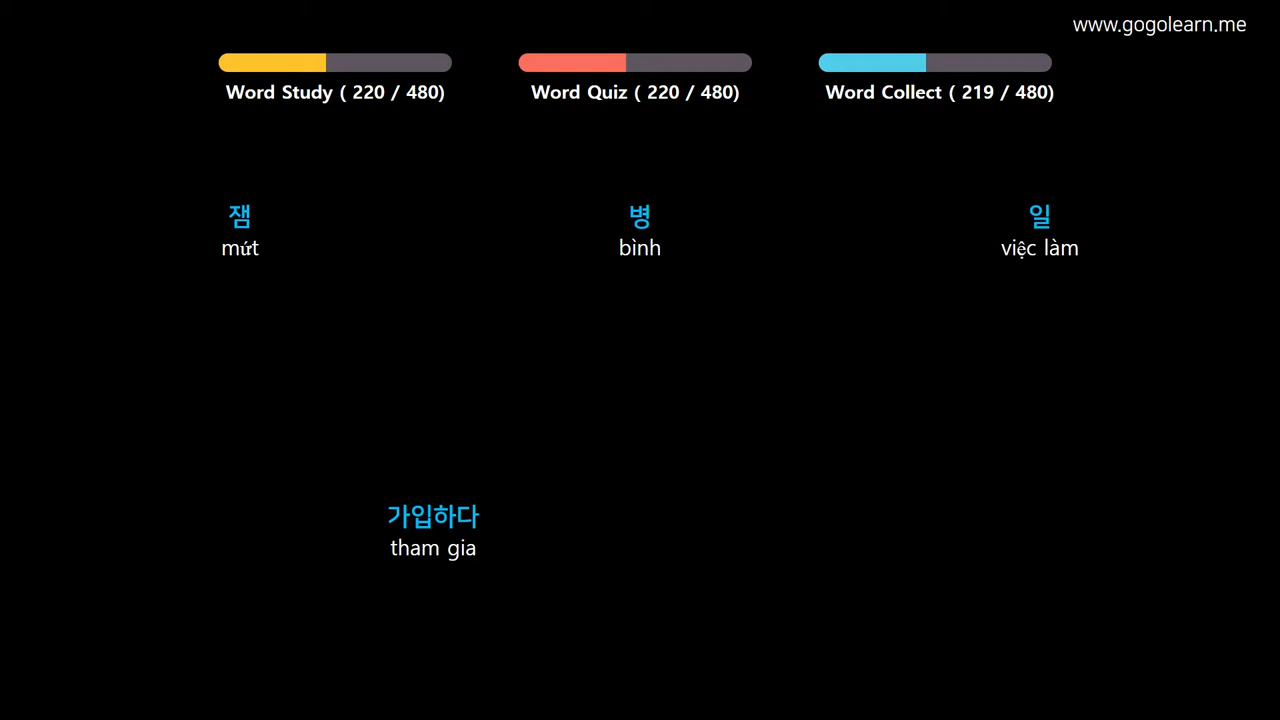 www.gogolearn.me
Word Study ( 220 / 480)
Word Quiz ( 220 / 480)
Word Collect ( 219 / 480)
잼
mứt
병
bình
일
việc làm
가입하다
tham gia